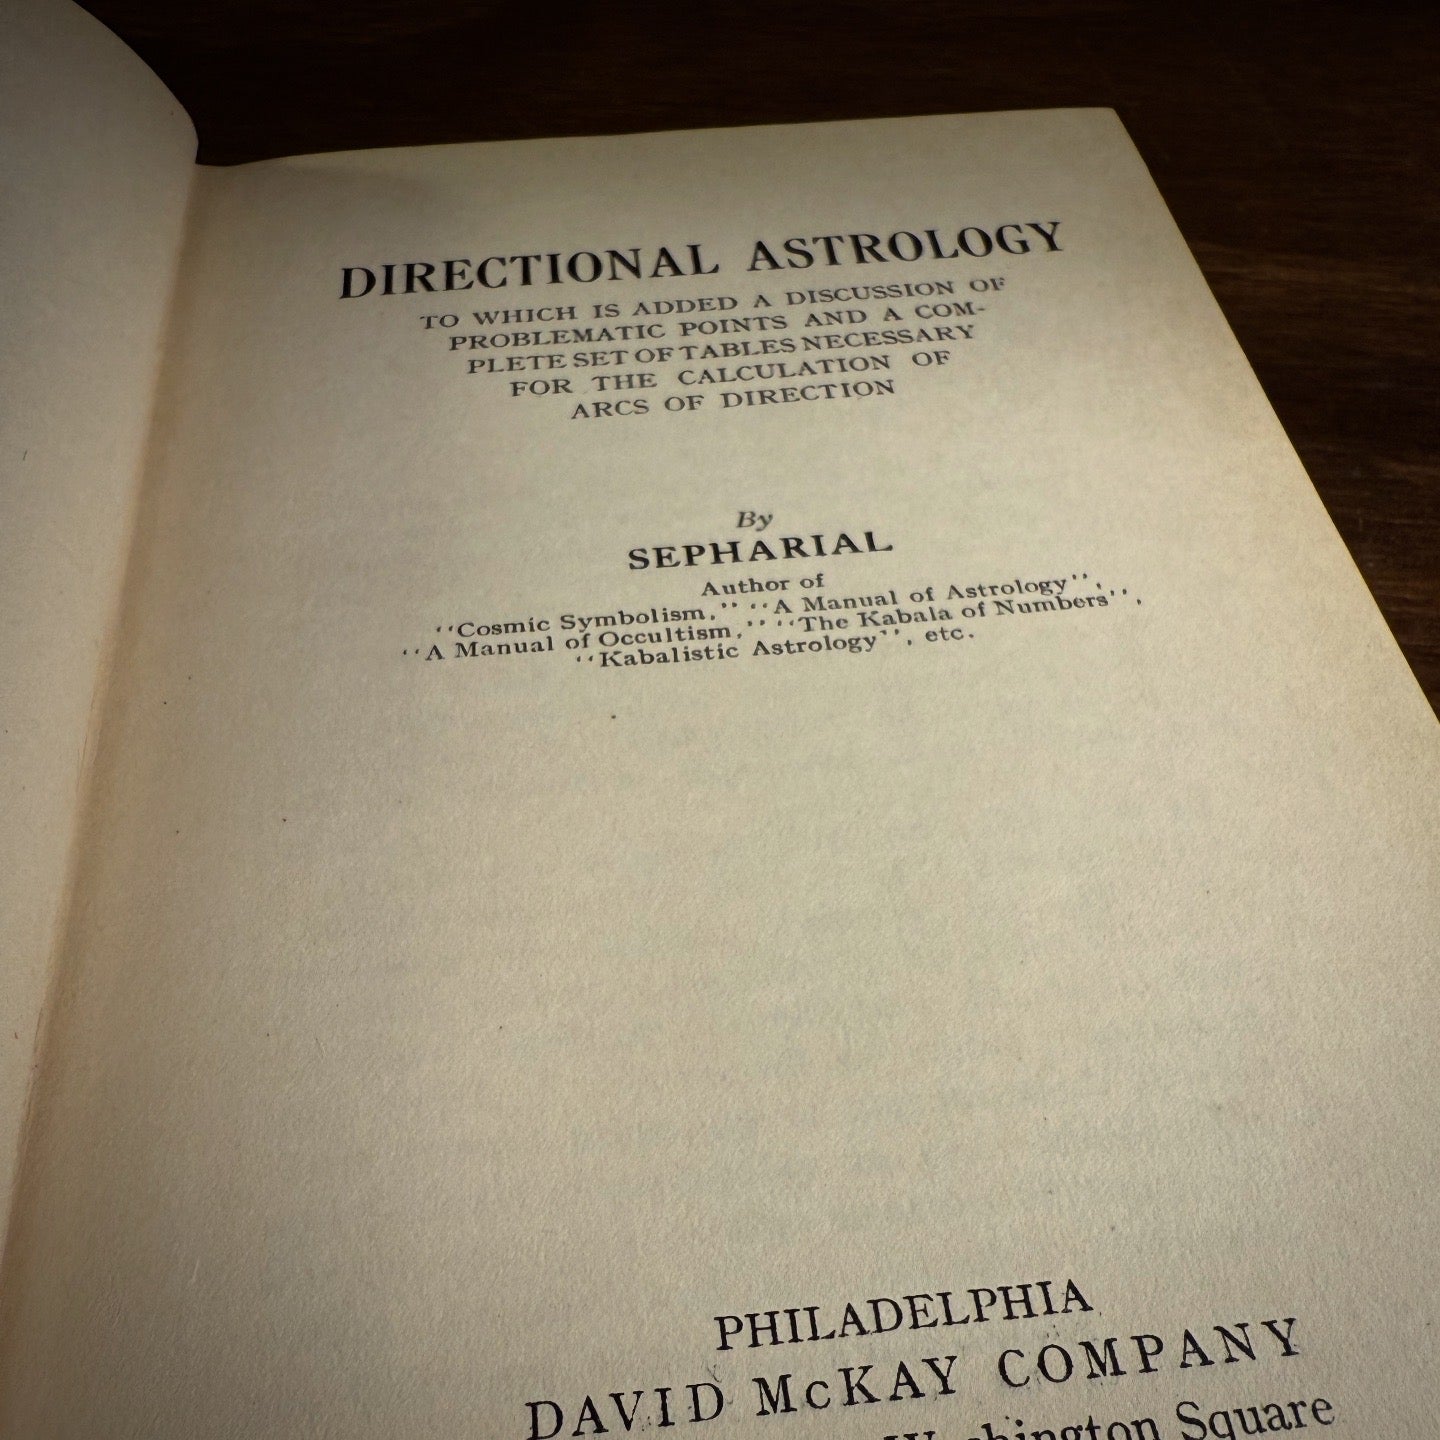 DIRECTIONAL ASTROLOGY
TO WHICH IS ADDED A DISCUSSION OF
PROBLEMATIC POINTS AND A COM-
PLETE SET OF TABLES NECESSARY
FOR THE CALCULATION OF
ARCS OF DIRECTION
By
SEPHARIAL
Author of
"Cosmic Symbolism," "A Manual of Astrology",
"A Manual of Occultism," "The Kabala of Numbers",
"Kabalistic Astrology", etc.
PHILADELPHIA
DAVID McKAY COMPANY
Washington Square